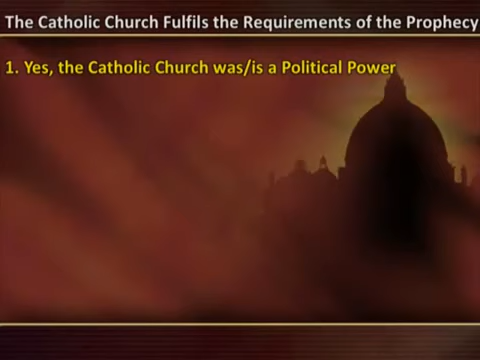 The Catholic Church Fulfils the Requirements of the Prophecy
1. Yes, the Catholic Church was/is a Political Power